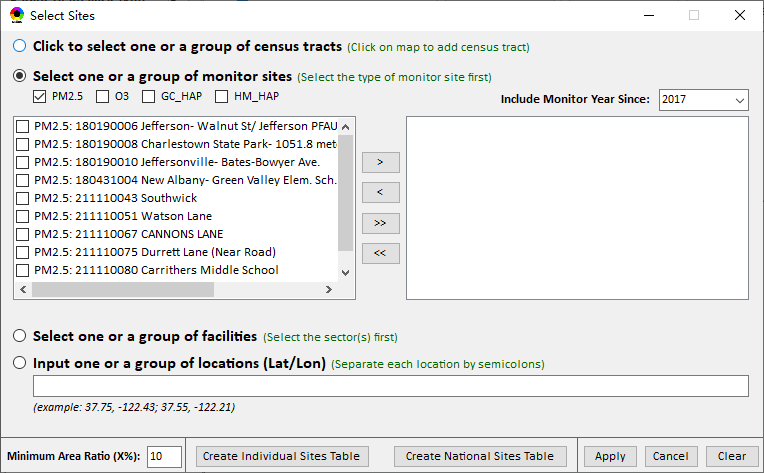 Select Sites
Click to select one or a group of census tracts (Click on map to add census tract)
Select one or a group of monitor sites (Select the type of monitor site first)
PM2.5 O3 GC_HAP HM_HAP
Include Monitor Year Since: 2017
PM2.5: 180190006 Jefferson- Walnut St/ Jefferson PFAU
PM2.5: 180190008 Charlestown State Park- 1051.8 met
PM2.5: 180190010 Jeffersonville- Bates-Bowyer Ave.
PM2.5: 180431004 New Albany- Green Valley Elem. Sch.
PM2.5: 211110043 Southwick
PM2.5: 211110051 Watson Lane
PM2.5: 211110067 CANNONS LANE
PM2.5: 211110075 Durrett Lane (Near Road)
PM2.5: 211110080 Carrithers Middle School
>
<
>>
<<
Select one or a group of facilities (Select the sector(s) first)
Input one or a group of locations (Lat/Lon) (Separate each location by semicolons)
(example: 37.75, -122.43; 37.55, -122.21)
Minimum Area Ratio (X%): 10 Create Individual Sites Table Create National Sites Table Apply Cancel Clear